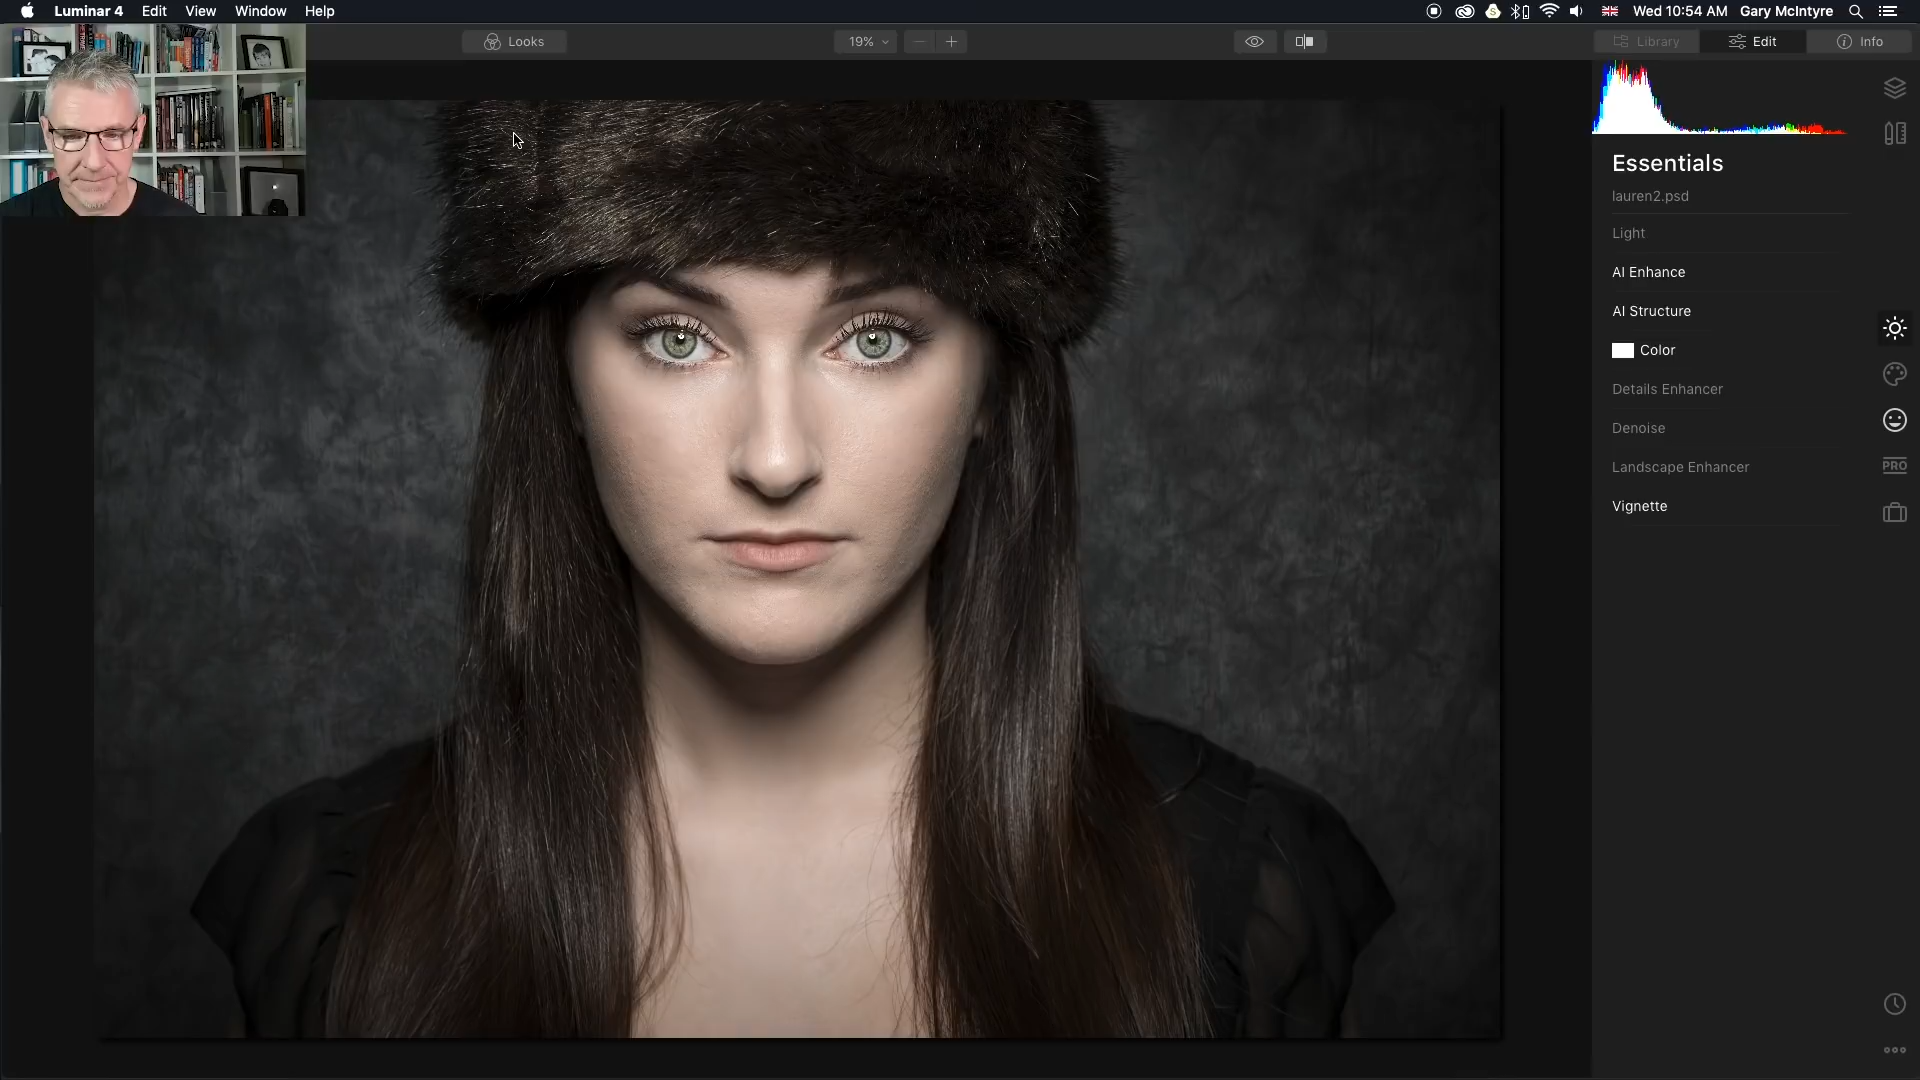 Luminar 4 Edit View Window Help Wed 10:54 AM Gary McIntyre
Looks 19% Library Edit Info
Essentials
lauren2.psd
Light
AI Enhance
AI Structure
Color
Details Enhancer
Denoise
Landscape Enhancer
PRO
Vignette